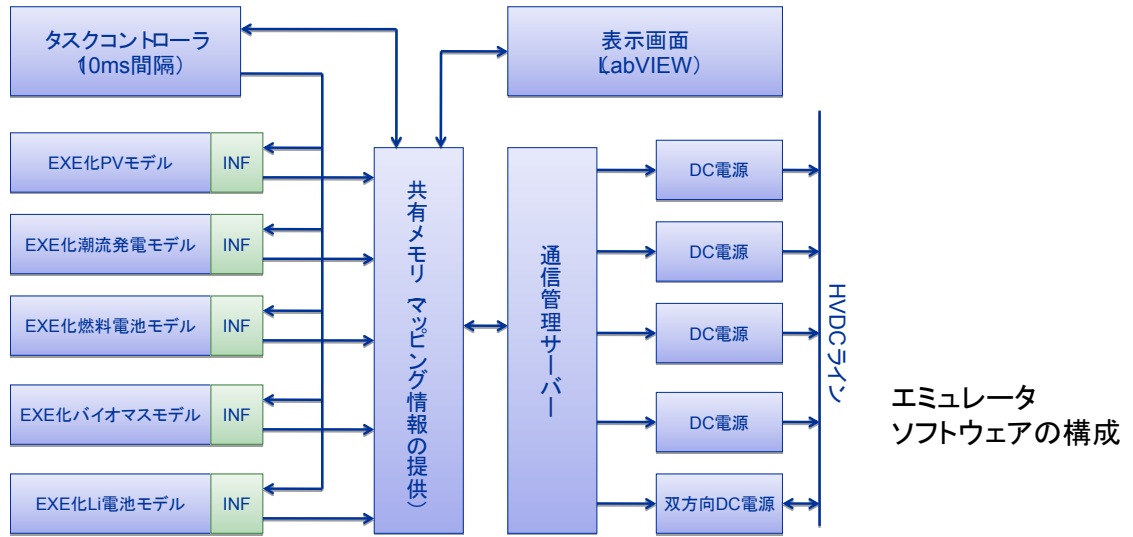 タスクコントローラ
（10ms間隔）
表示画面
（LabVIEW）
EXE化PVモデル
INF
EXE化潮流発電モデル
INF
EXE化燃料電池モデル
INF
EXE化バイオマスモデル
INF
EXE化Li電池モデル
INF
共有メモリ（マッピング情報の提供）
通信管理サーバー
DC電源
DC電源
DC電源
DC電源
双方向DC電源
HVDCライン
エミュレータ
ソフトウェアの構成